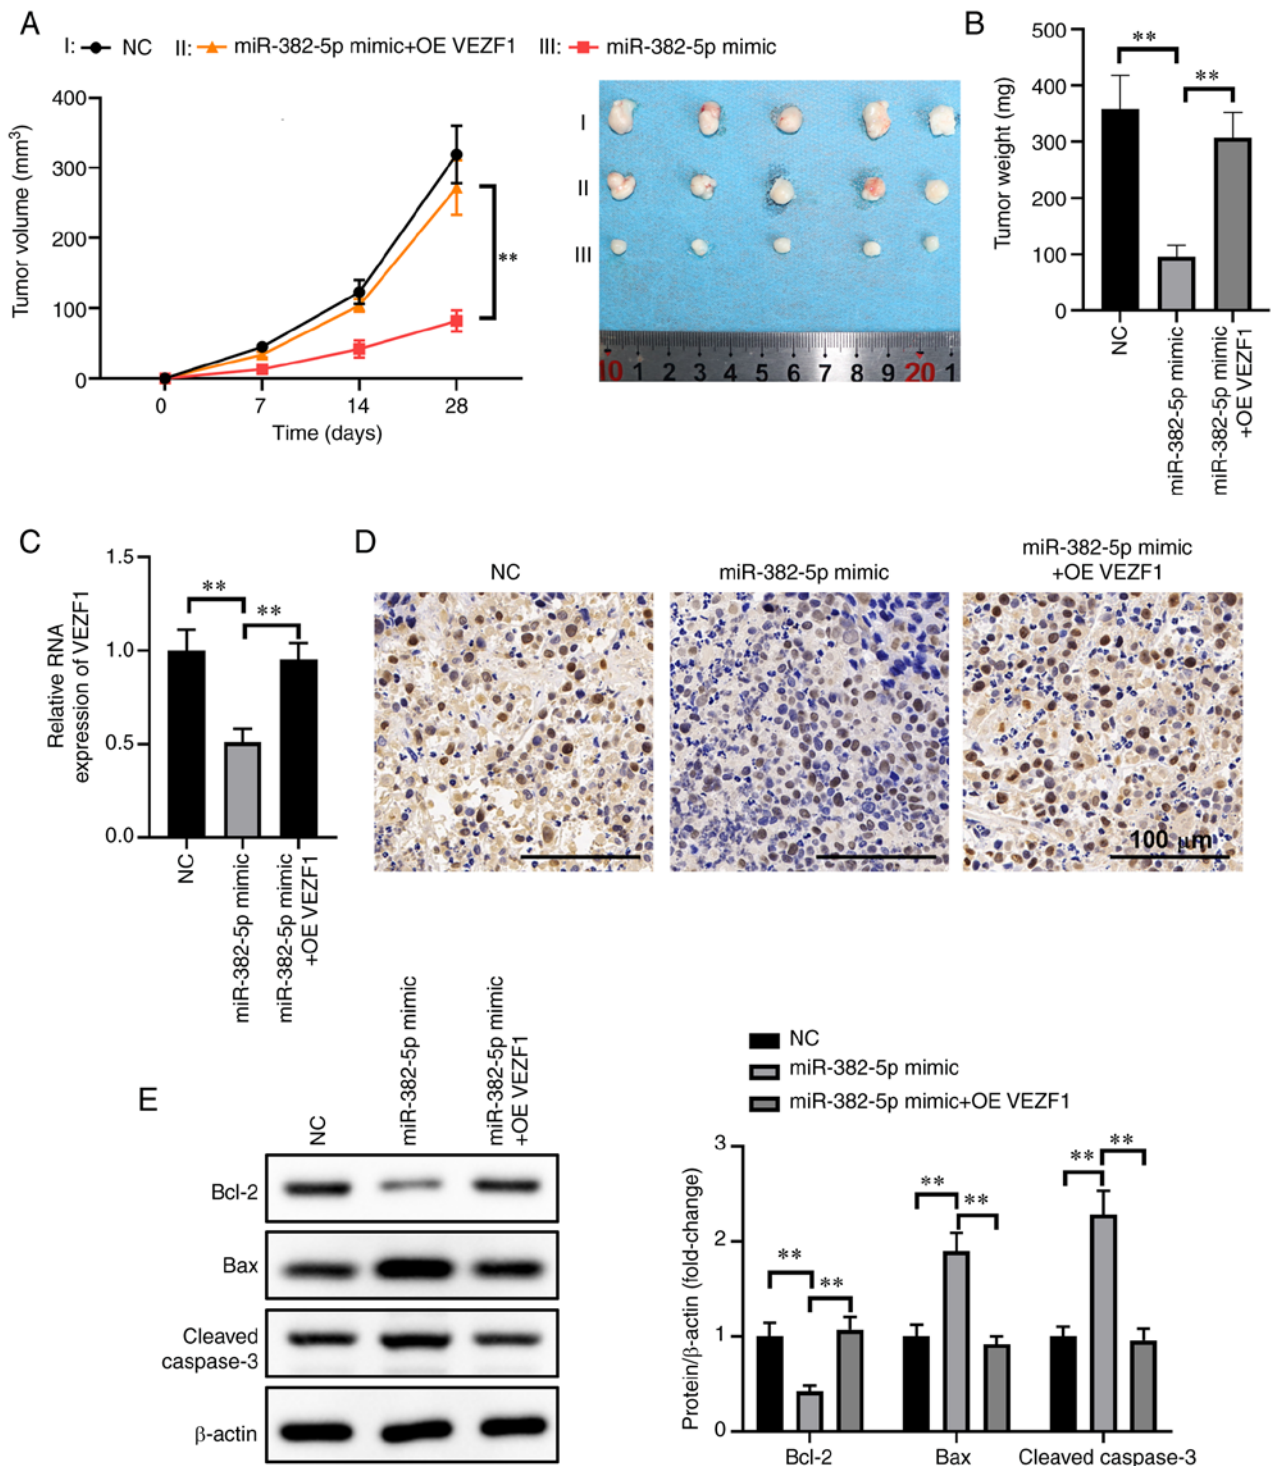 A
I: NC II: miR-382-5p mimic+OE VEZF1 III: miR-382-5p mimic
Tumor volume (mm³)
400
300
200
100
0
**
0 7 14 28
Time (days)
I
II
III
10 1 2 3 4 5 6 7 8 9 20 1
B
Tumor weight (mg)
500
400
300
200
100
0
** **
NC
miR-382-5p mimic
miR-382-5p mimic
+OE VEZF1
C
Relative RNA
expression of VEZF1
1.5
1.0
0.5
0.0
** **
NC
miR-382-5p mimic
miR-382-5p mimic
+OE VEZF1
D
NC
miR-382-5p mimic
miR-382-5p mimic
+OE VEZF1
100 µm
E
NC
miR-382-5p mimic
miR-382-5p mimic
+OE VEZF1
Bcl-2
Bax
Cleaved
caspase-3
β-actin
NC
miR-382-5p mimic
miR-382-5p mimic+OE VEZF1
Protein/β-actin (fold-change)
3
2
1
0
** ** ** ** ** **
Bcl-2 Bax Cleaved caspase-3